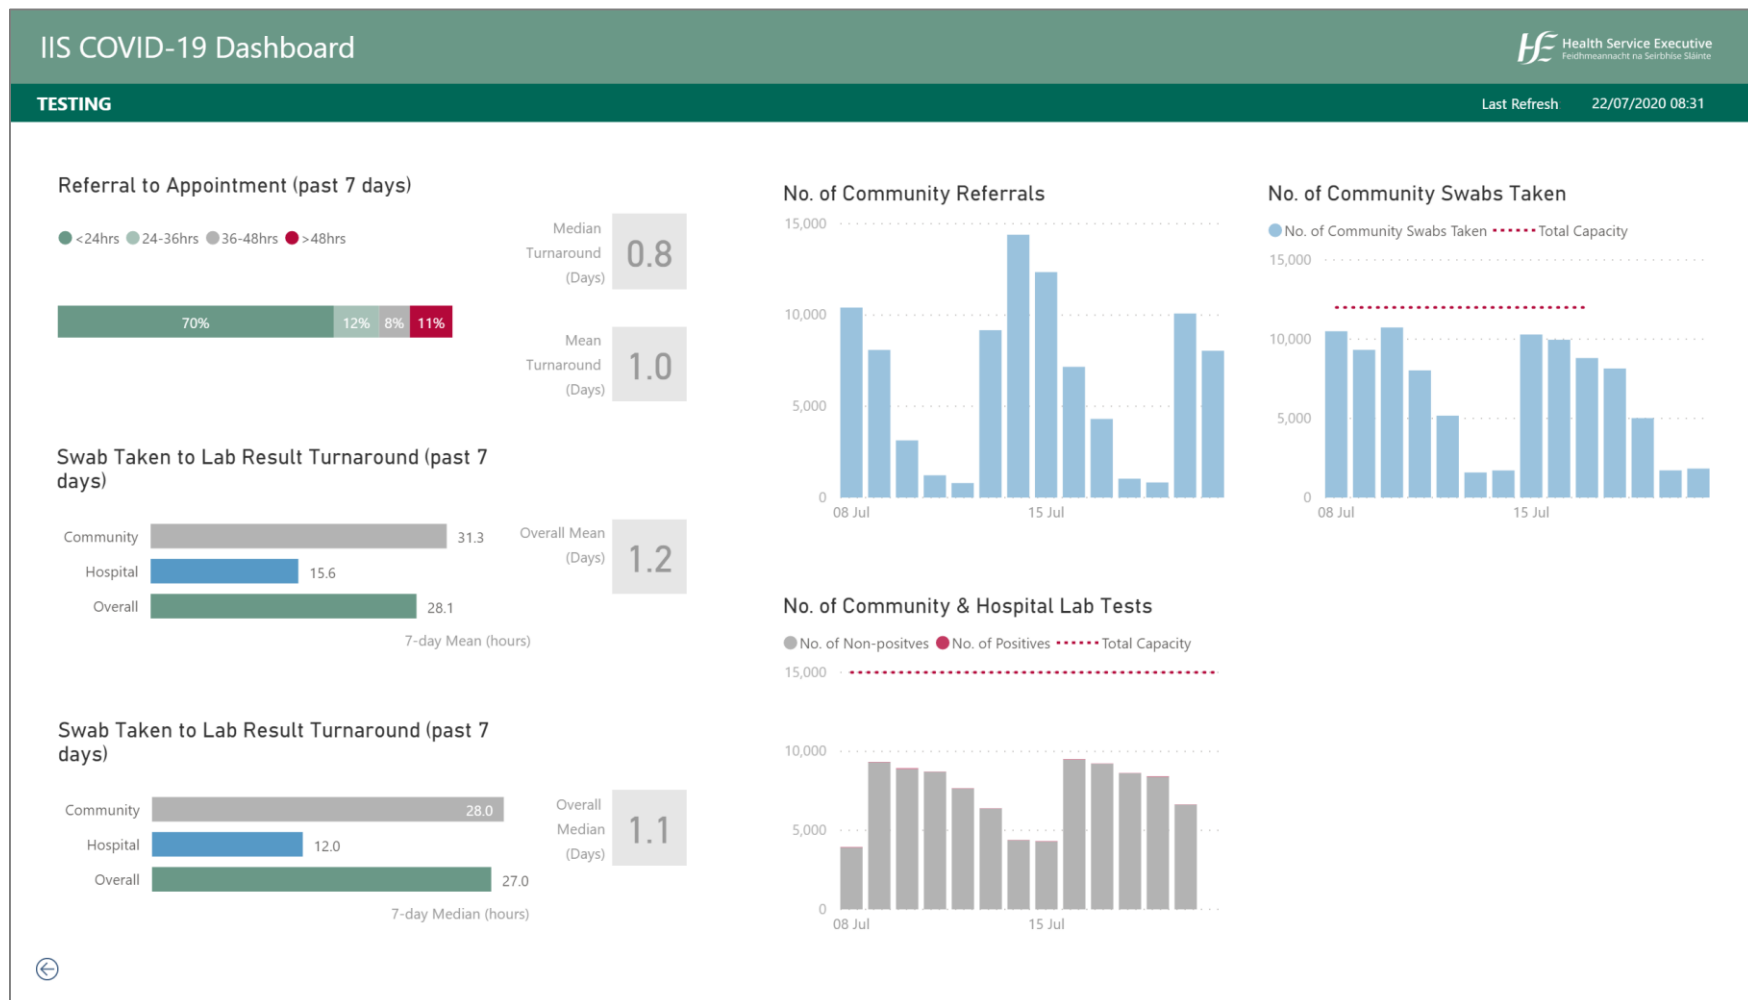 IIS COVID-19 Dashboard
Health Service Executive
Feidhmeannacht na Seirbhíse Sláinte
TESTING
Last Refresh 22/07/2020 08:31
Referral to Appointment (past 7 days)
<24hrs 24-36hrs 36-48hrs >48hrs
70% 12% 8% 11%
Median
Turnaround
(Days)
0.8
Mean
Turnaround
(Days)
1.0
Swab Taken to Lab Result Turnaround (past 7
days)
Community 31.3
Hospital 15.6
Overall 28.1
7-day Mean (hours)
Overall Mean
(Days)
1.2
Swab Taken to Lab Result Turnaround (past 7
days)
Community 28.0
Hospital 12.0
Overall 27.0
7-day Median (hours)
Overall
Median
(Days)
1.1
No. of Community Referrals
15,000
10,000
5,000
0
08 Jul 15 Jul
No. of Community Swabs Taken
No. of Community Swabs Taken Total Capacity
15,000
10,000
5,000
0
08 Jul 15 Jul
No. of Community & Hospital Lab Tests
No. of Non-positves No. of Positives Total Capacity
15,000
10,000
5,000
0
08 Jul 15 Jul